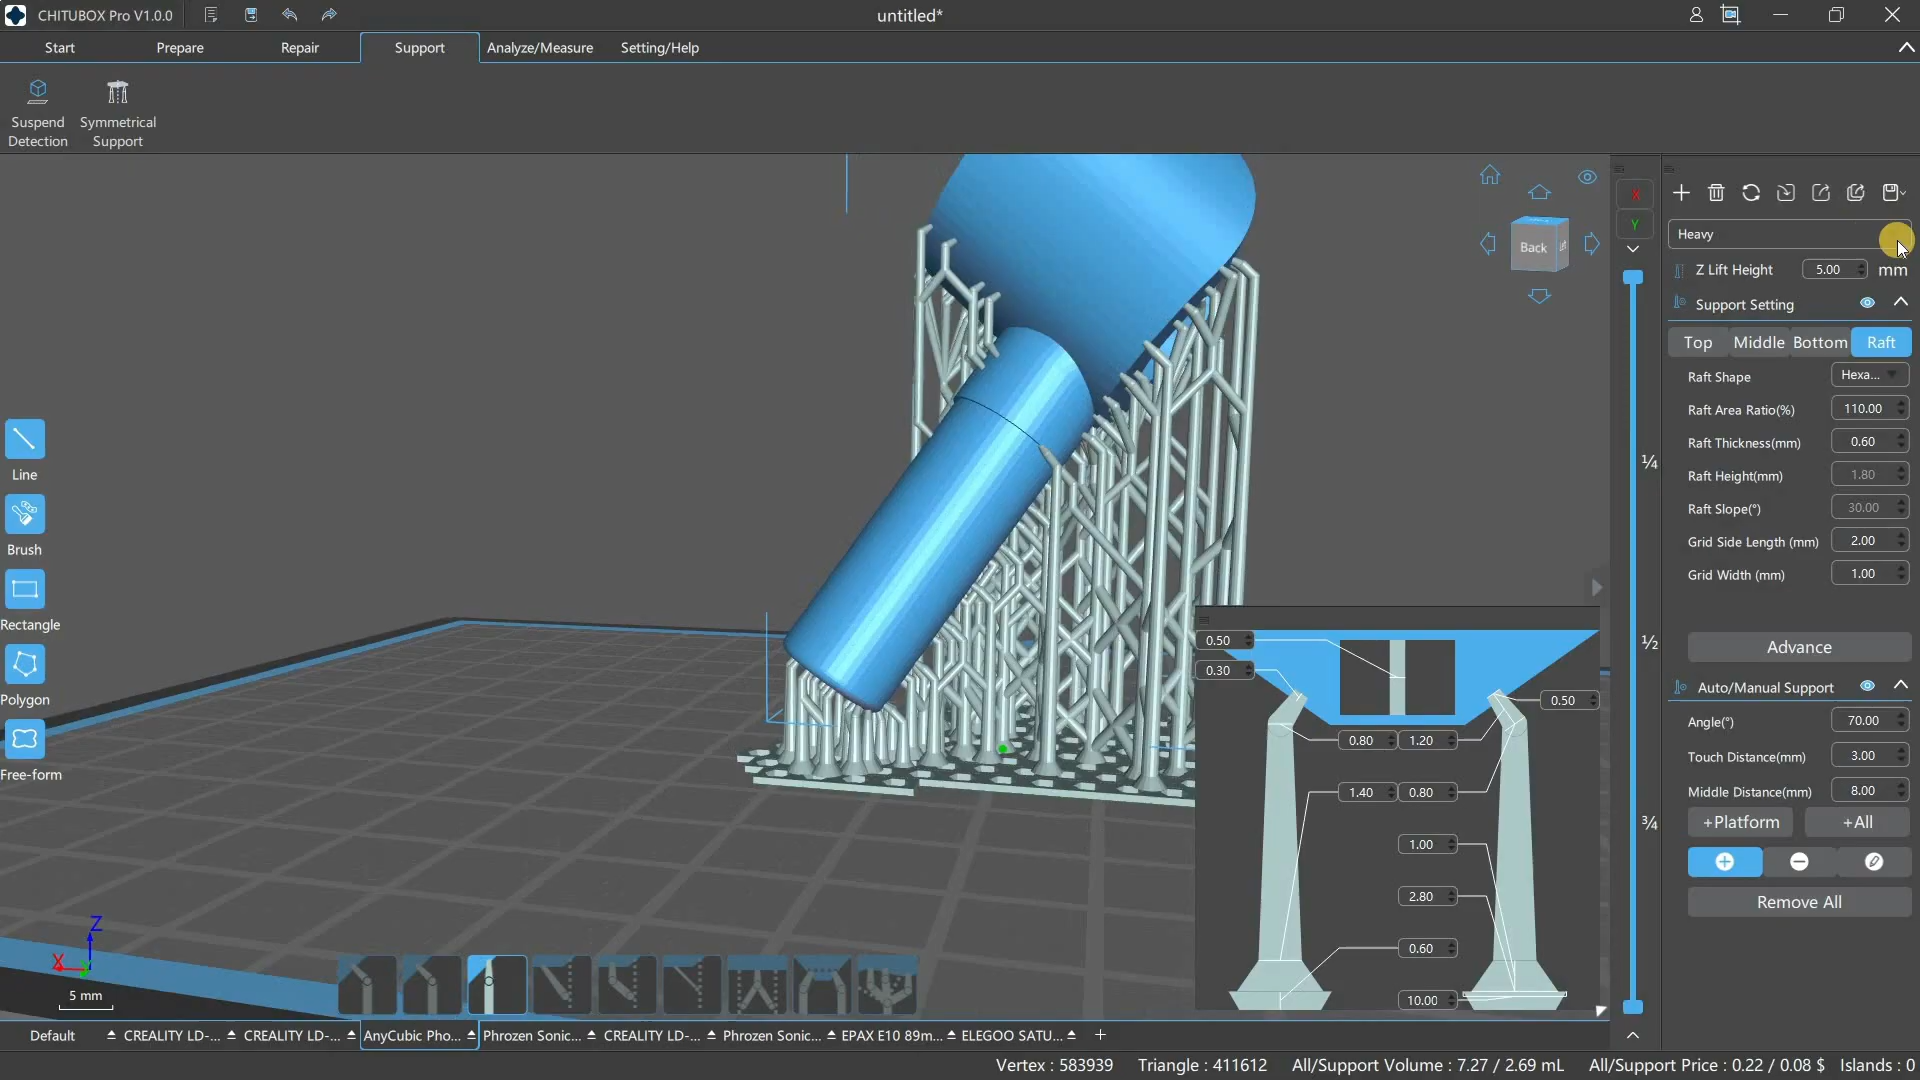 CHITUBOX Pro V1.0.0
untitled*
Start Prepare Repair Support Analyze/Measure Setting/Help
Suspend Detection
Symmetrical Support
X
Y
Back
Heavy
Z Lift Height 5.00 mm
Support Setting
Top Middle Bottom Raft
Raft Shape Hexa...
Raft Area Ratio(%) 110.00
Raft Thickness(mm) 0.60
Raft Height(mm) 1.80
Raft Slope(°) 30.00
Grid Side Length (mm) 2.00
Grid Width (mm) 1.00
Advance
Auto/Manual Support
Angle(°) 70.00
Touch Distance(mm) 3.00
Middle Distance(mm) 8.00
+Platform +All
Remove All
1/4
1/2
3/4
Line
Brush
Rectangle
Polygon
Free-form
0.50
0.30
0.50
0.80 1.20
1.40 0.80
1.00
2.80
0.60
10.00
Z
X
Y
5 mm
Default CREALITY LD-... CREALITY LD-... AnyCubic Pho... Phrozen Sonic... CREALITY LD-... Phrozen Sonic... EPAX E10 89m... ELEGOO SATU...
Vertex : 583939 Triangle : 411612 All/Support Volume : 7.27 / 2.69 mL All/Support Price : 0.22 / 0.08 $ Islands : 0